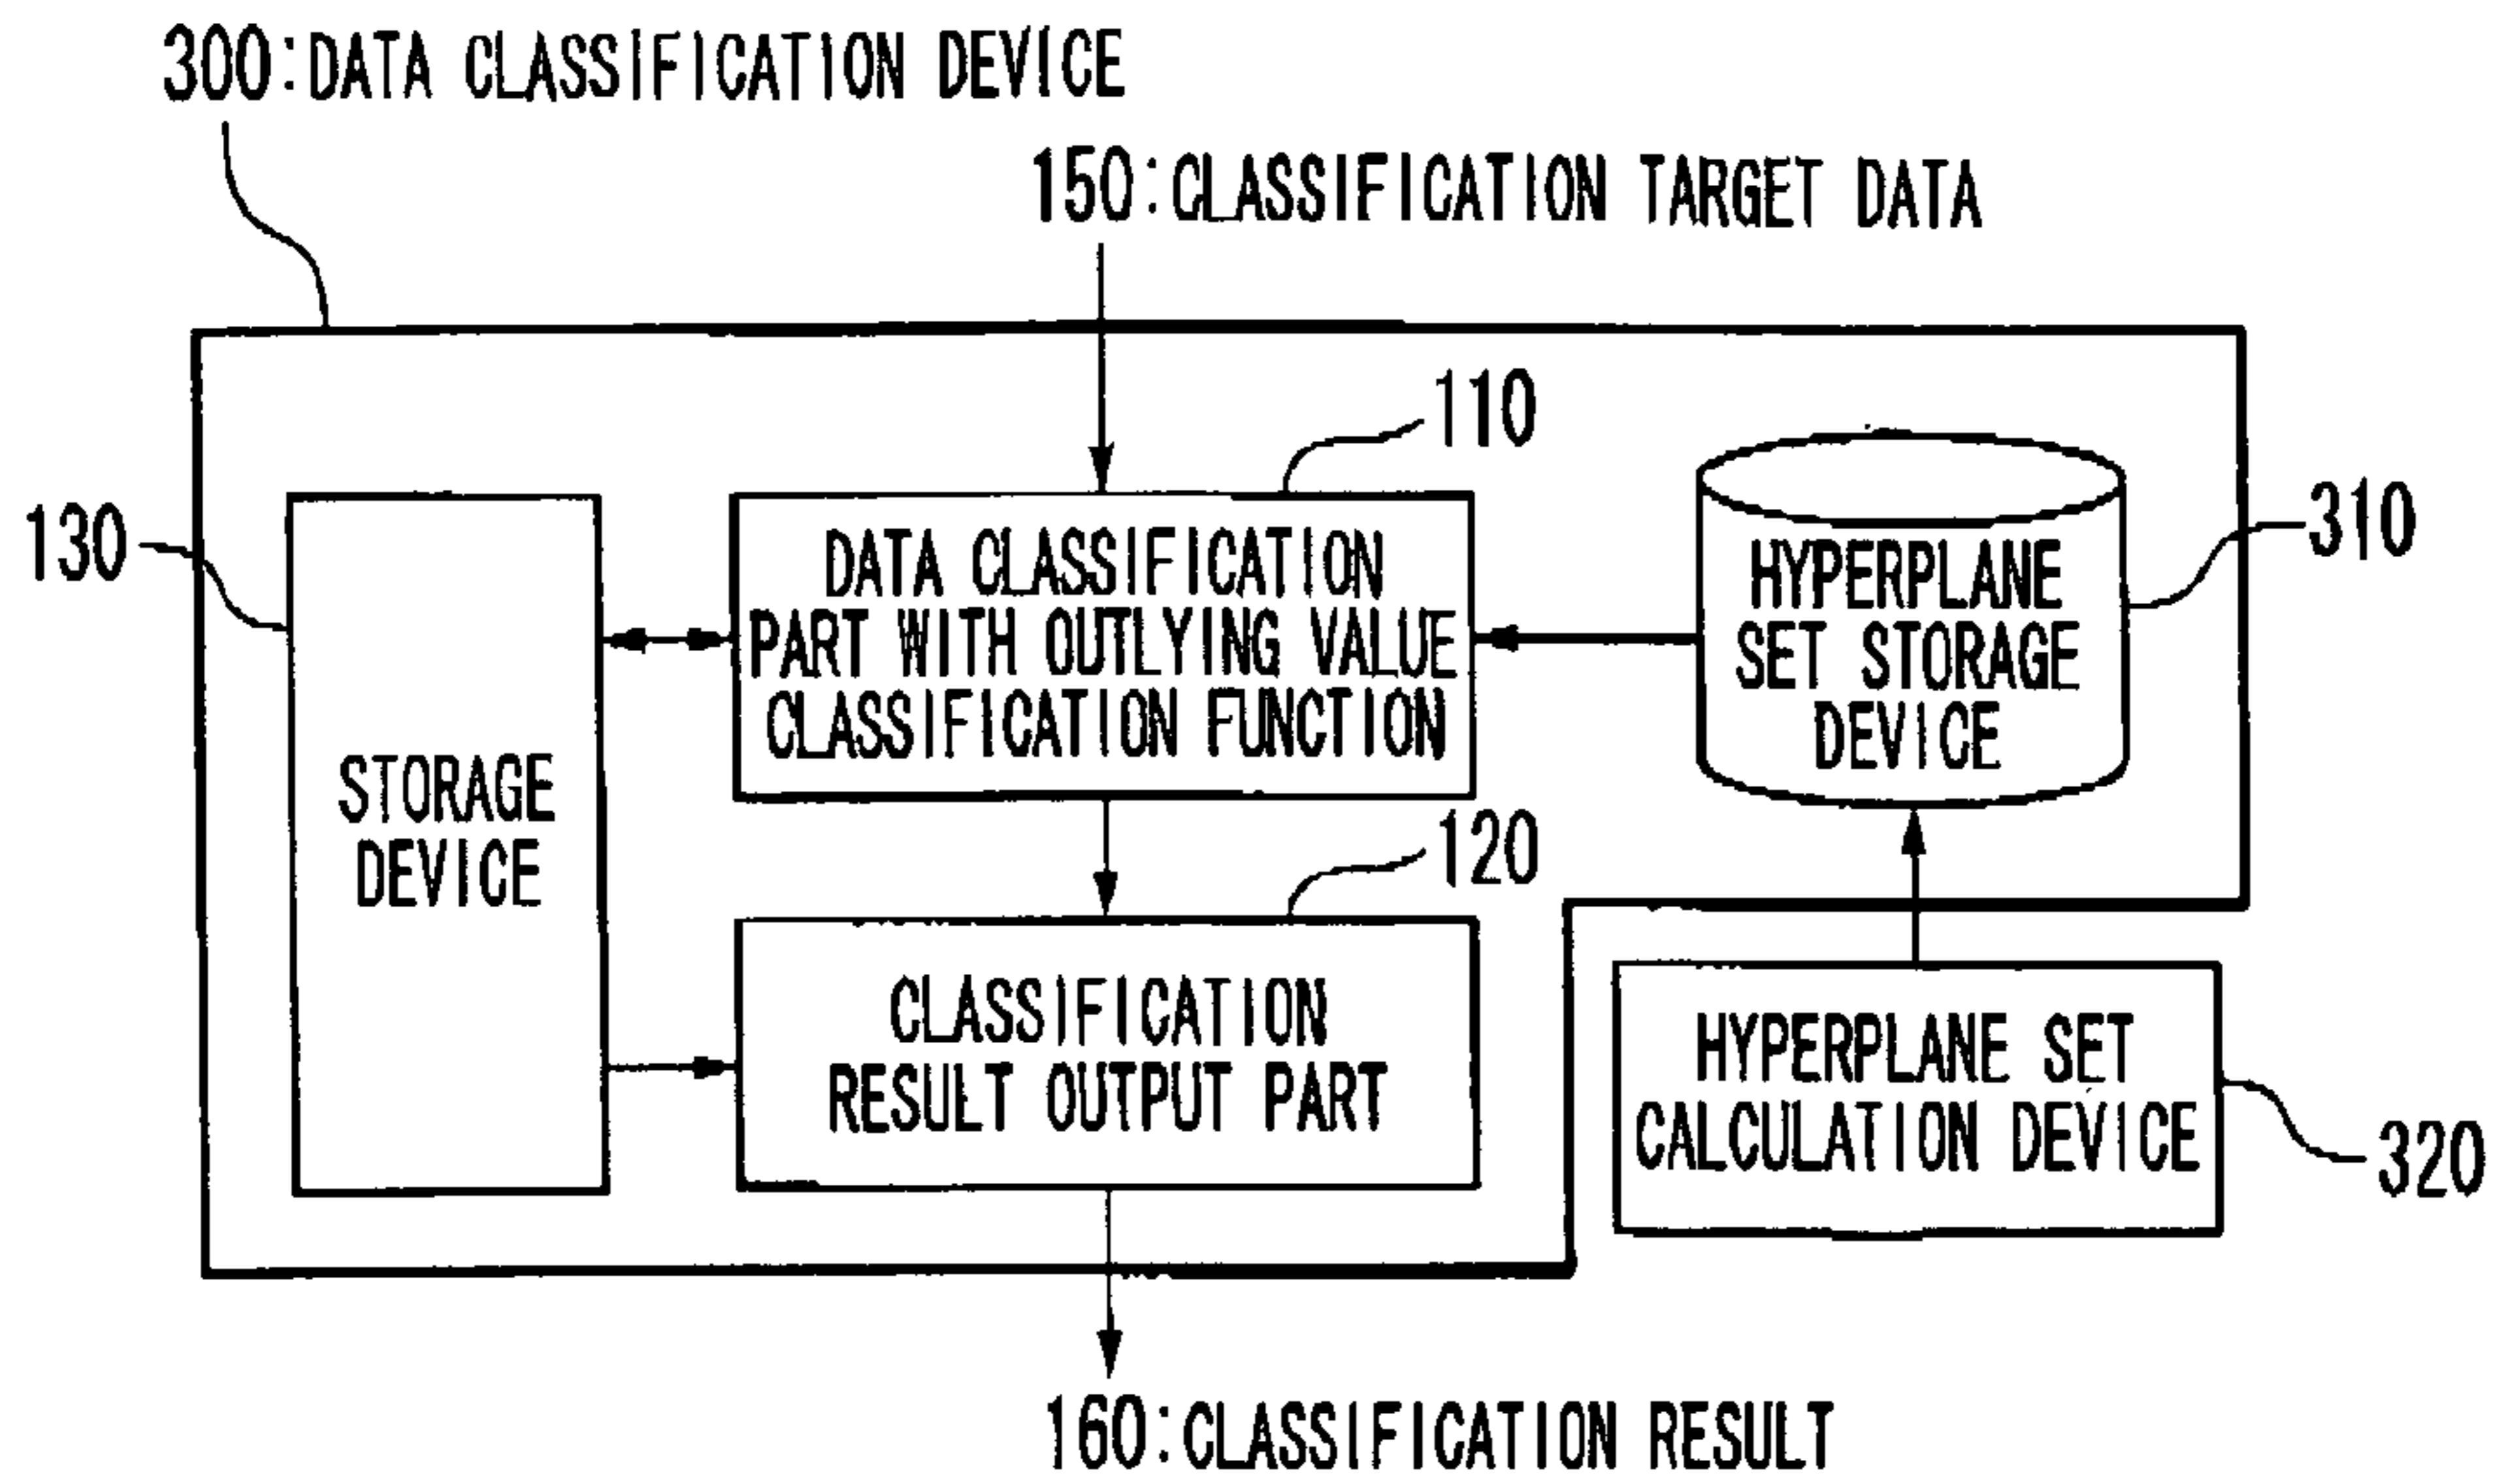 300:DATA CLASSIFICATION DEVICE
150:CLASSIFICATION TARGET DATA
110
130
310
DATA CLASSIFICATION
PART WITH OUTLYING VALUE
CLASSIFICATION FUNCTION
HYPERPLANE
SET STORAGE
DEVICE
STORAGE
DEVICE
120
CLASSIFICATION
RESULT OUTPUT PART
HYPERPLANE SET
CALCULATION DEVICE
320
160:CLASSIFICATION RESULT